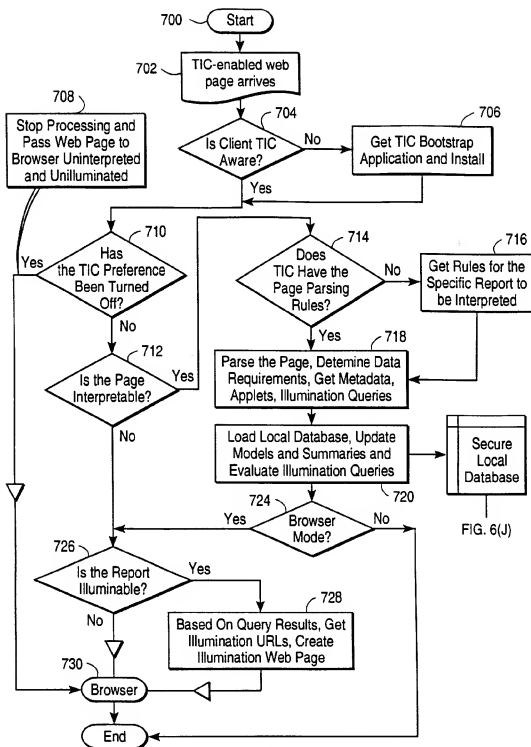 700
Start
702
TIC-enabled web
page arrives
704
Is Client TIC
Aware?
No
Yes
706
Get TIC Bootstrap
Application and Install
708
Stop Processing and
Pass Web Page to
Browser Uninterpreted
and Unilluminated
710
Has
the TIC Preference
Been Turned
Off?
Yes
No
712
Is the Page
Interpretable?
Yes
No
714
Does
TIC Have the
Page Parsing
Rules?
No
Yes
716
Get Rules for the
Specific Report to
be Interpreted
718
Parse the Page, Detemine Data
Requirements, Get Metadata,
Applets, Illumination Queries
Load Local Database, Update
Models and Summaries and
Evaluate Illumination Queries
720
Secure
Local
Database
FIG. 6(J)
724
Browser
Mode?
Yes
No
726
Is the Report
Illuminable?
Yes
No
728
Based On Query Results, Get
Illumination URLs, Create
Illumination Web Page
730
Browser
End